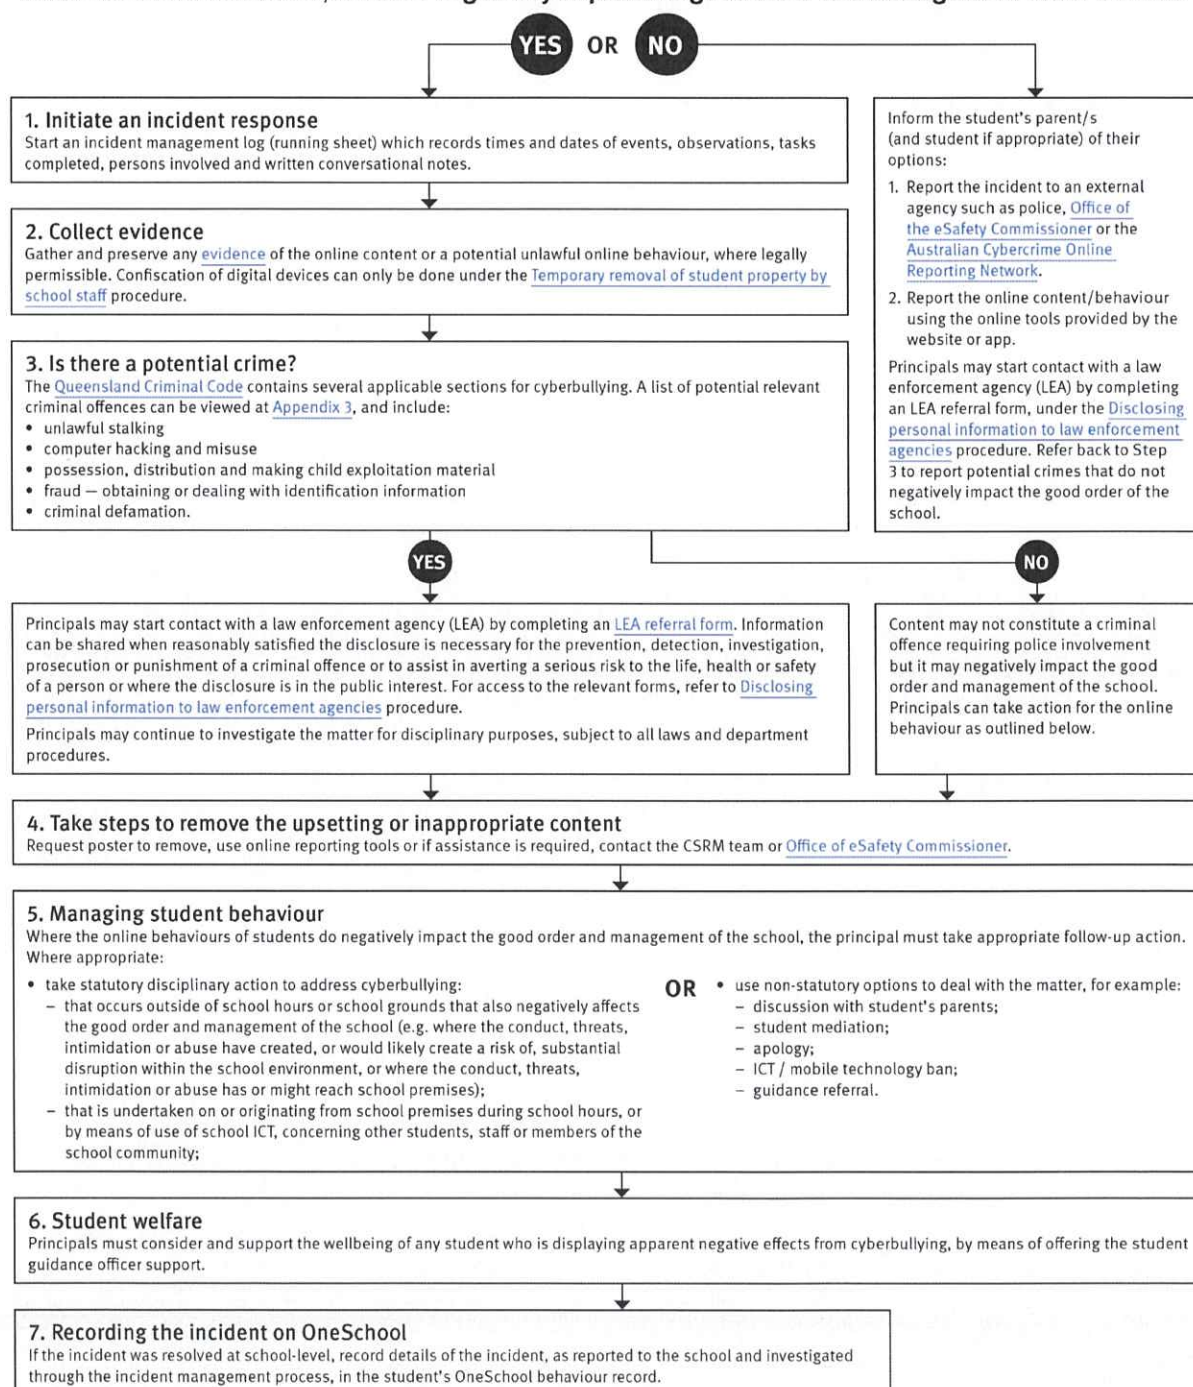 YES OR NO
1. Initiate an incident response
Start an incident management log (running sheet) which records times and dates of events, observations, tasks
completed, persons involved and written conversational notes.
2. Collect evidence
Gather and preserve any evidence of the online content or a potential unlawful online behaviour, where legally
permissible. Confiscation of digital devices can only be done under the Temporary removal of student property by
school staff procedure.
3. Is there a potential crime?
The Queensland Criminal Code contains several applicable sections for cyberbullying. A list of potential relevant
criminal offences can be viewed at Appendix 3, and include:
• unlawful stalking
• computer hacking and misuse
• possession, distribution and making child exploitation material
• fraud — obtaining or dealing with identification information
• criminal defamation.
Inform the student's parent/s
(and student if appropriate) of their
options:
1. Report the incident to an external
agency such as police, Office of
the eSafety Commissioner or the
Australian Cybercrime Online
Reporting Network.
2. Report the online content/behaviour
using the online tools provided by the
website or app.
Principals may start contact with a law
enforcement agency (LEA) by completing
an LEA referral form, under the Disclosing
personal information to law enforcement
agencies procedure. Refer back to Step
3 to report potential crimes that do not
negatively impact the good order of the
school.
YES
NO
Principals may start contact with a law enforcement agency (LEA) by completing an LEA referral form. Information
can be shared when reasonably satisfied the disclosure is necessary for the prevention, detection, investigation,
prosecution or punishment of a criminal offence or to assist in averting a serious risk to the life, health or safety
of a person or where the disclosure is in the public interest. For access to the relevant forms, refer to Disclosing
personal information to law enforcement agencies procedure.
Principals may continue to investigate the matter for disciplinary purposes, subject to all laws and department
procedures.
Content may not constitute a criminal
offence requiring police involvement
but it may negatively impact the good
order and management of the school.
Principals can take action for the online
behaviour as outlined below.
4. Take steps to remove the upsetting or inappropriate content
Request poster to remove, use online reporting tools or if assistance is required, contact the CSRM team or Office of eSafety Commissioner.
5. Managing student behaviour
Where the online behaviours of students do negatively impact the good order and management of the school, the principal must take appropriate follow-up action.
Where appropriate:
• take statutory disciplinary action to address cyberbullying:
– that occurs outside of school hours or school grounds that also negatively affects
the good order and management of the school (e.g. where the conduct, threats,
intimidation or abuse have created, or would likely create a risk of, substantial
disruption within the school environment, or where the conduct, threats,
intimidation or abuse has or might reach school premises);
– that is undertaken on or originating from school premises during school hours, or
by means of use of school ICT, concerning other students, staff or members of the
school community;
OR
• use non-statutory options to deal with the matter, for example:
– discussion with student's parents;
– student mediation;
– apology;
– ICT / mobile technology ban;
– guidance referral.
6. Student welfare
Principals must consider and support the wellbeing of any student who is displaying apparent negative effects from cyberbullying, by means of offering the student
guidance officer support.
7. Recording the incident on OneSchool
If the incident was resolved at school-level, record details of the incident, as reported to the school and investigated
through the incident management process, in the student's OneSchool behaviour record.